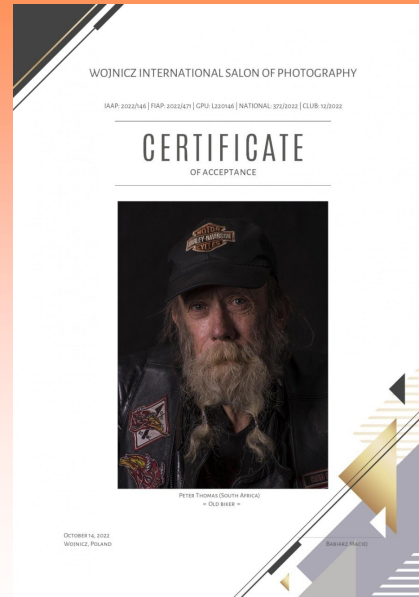 WOJNICZ INTERNATIONAL SALON OF PHOTOGRAPHY
IAAP: 2022/146 | FIAP: 2022/471 | GPU: L220146 | NATIONAL: 372/2022 | CLUB: 12/2022
CERTIFICATE
OF ACCEPTANCE
MOTOR
HARLEY-DAVIDSON
CYCLES
PETER THOMAS (SOUTH AFRICA)
= OLD BIKER =
OCTOBER 14, 2022
WOJNICZ, POLAND
BABIARZ MACIEJ